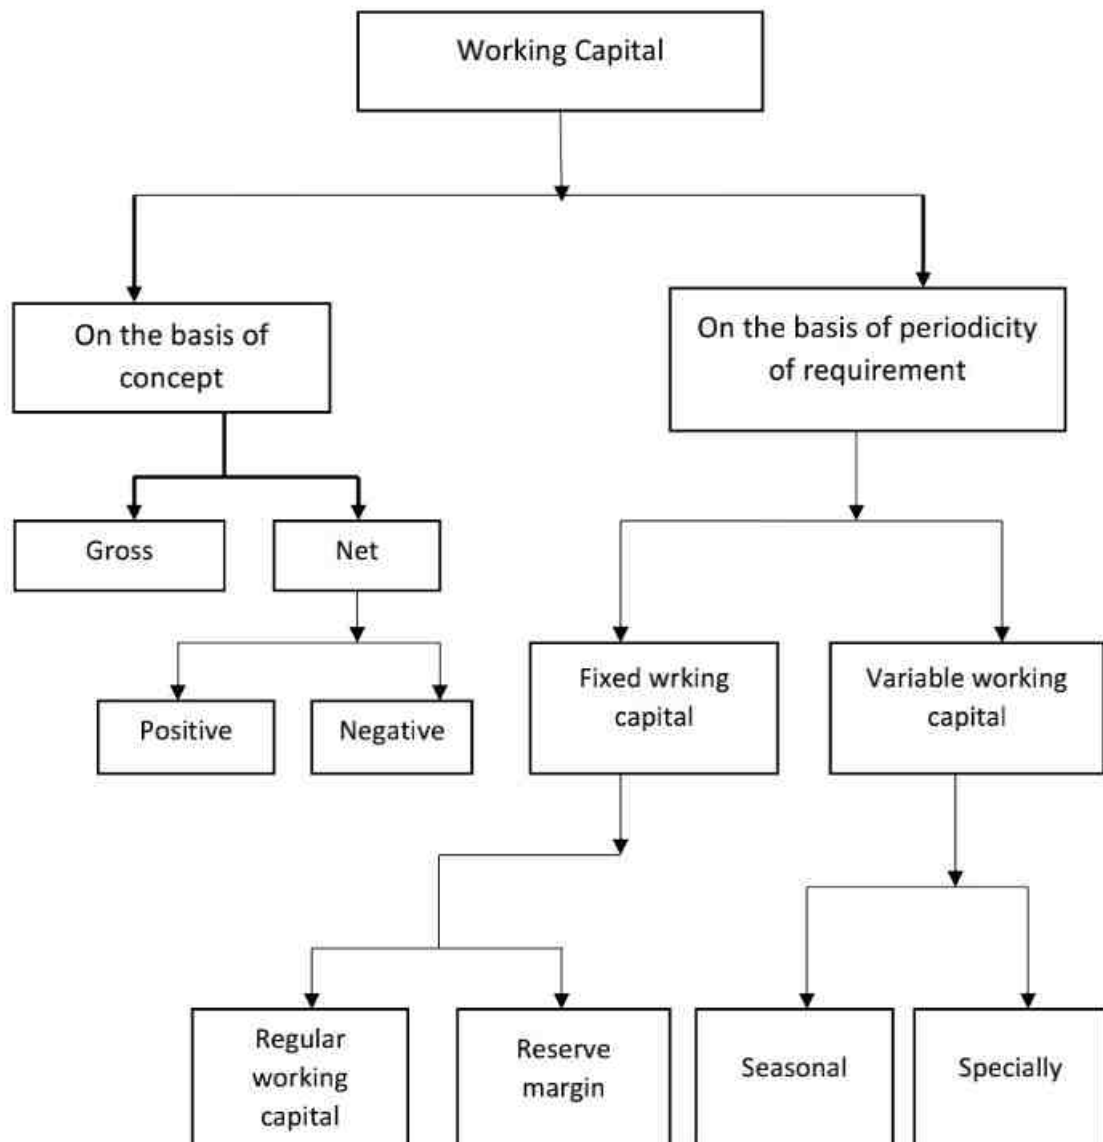 Working Capital
On the basis of
concept
On the basis of periodicity
of requirement
Gross
Net
Positive
Negative
Fixed wrking
capital
Variable working
capital
Regular
working
capital
Reserve
margin
Seasonal
Specially